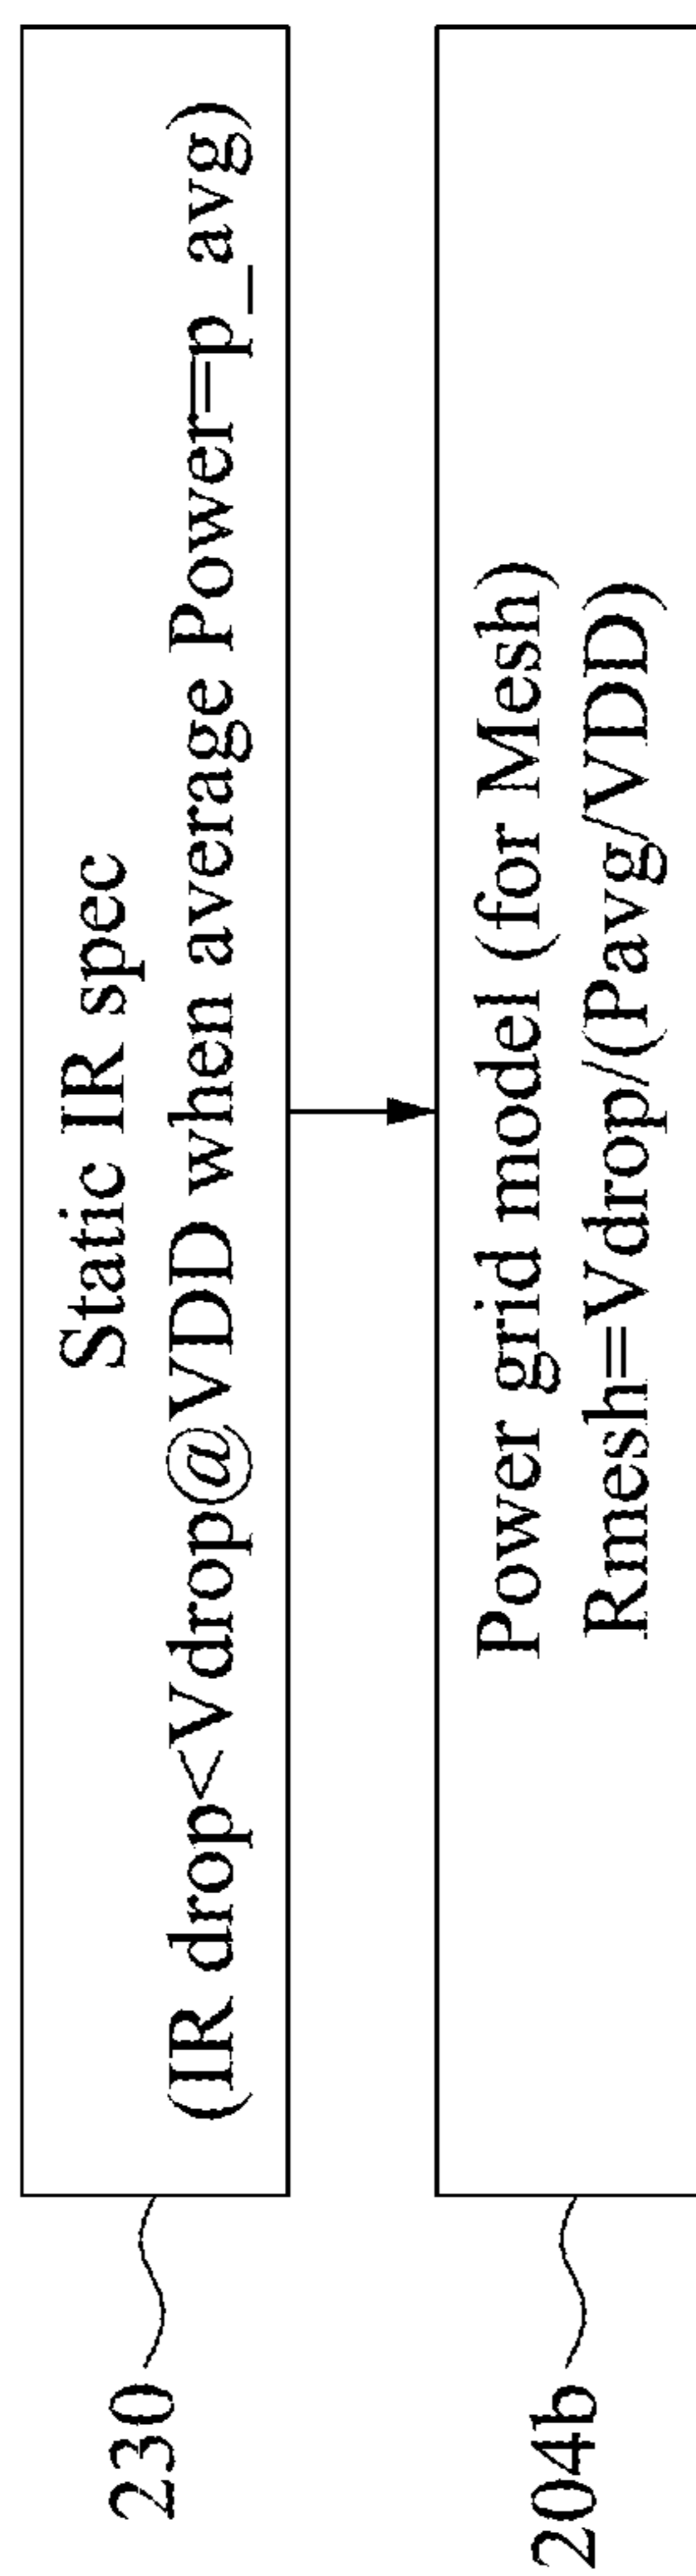 230
Static IR spec
(IR drop<Vdrop@VDD when average Power=p_avg)
204b
Power grid model (for Mesh)
Rmesh=Vdrop/(Pavg/VDD)